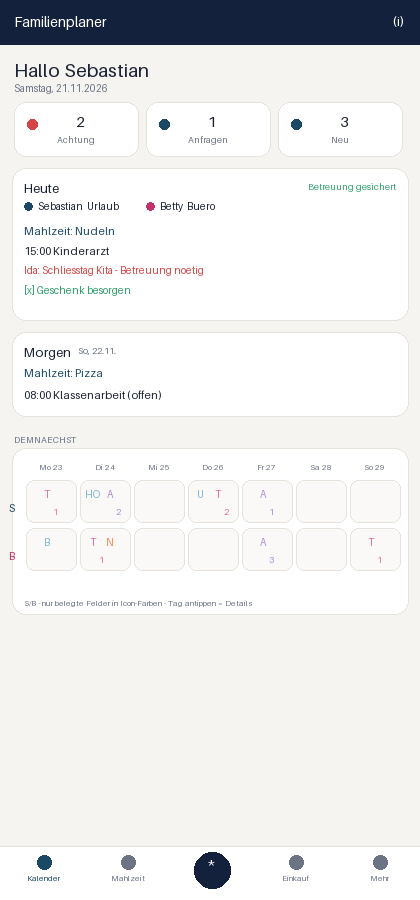 Familienplaner (i)
Hallo Sebastian
Samstag, 21.11.2026
2 1 3
Achtung Anfragen Neu
Heute Betreuung gesichert
Sebastian Urlaub Betty Buero
Mahlzeit: Nudeln
15:00 Kinderarzt
Ida: Schliesstag Kita - Betreuung noetig
[x] Geschenk besorgen
Morgen So, 22.11.
Mahlzeit: Pizza
08:00 Klassenarbeit (offen)
DEMNAECHST
Mo 23 Di 24 Mi 25 Do 26 Fr 27 Sa 28 So 29
T HO A U T A
S 1 2 2 1
B T N A T
B 1 3 1
S/B · nur belegte Felder in Icon-Farben · Tag antippen = Details
*
Kalender Mahlzeit Einkauf Mehr